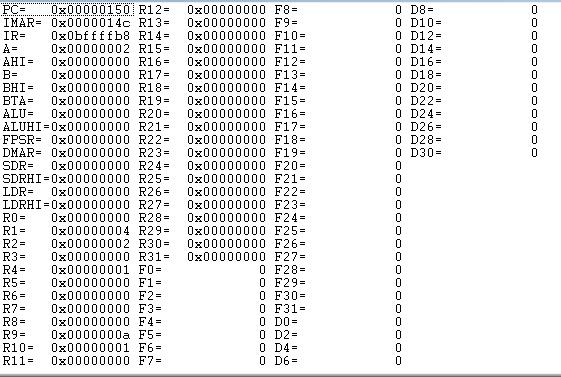 PC= 0x00000150 R12= 0x00000000 F8= 0 D8= 0
IMAR= 0x0000014c R13= 0x00000000 F9= 0 D10= 0
IR= 0x0bffffb8 R14= 0x00000000 F10= 0 D12= 0
A= 0x00000002 R15= 0x00000000 F11= 0 D14= 0
AHI= 0x00000000 R16= 0x00000000 F12= 0 D16= 0
B= 0x00000000 R17= 0x00000000 F13= 0 D18= 0
BHI= 0x00000000 R18= 0x00000000 F14= 0 D20= 0
BTA= 0x00000000 R19= 0x00000000 F15= 0 D22= 0
ALU= 0x00000000 R20= 0x00000000 F16= 0 D24= 0
ALUHI=0x00000000 R21= 0x00000000 F17= 0 D26= 0
FPSR= 0x00000000 R22= 0x00000000 F18= 0 D28= 0
DMAR= 0x00000000 R23= 0x00000000 F19= 0 D30= 0
SDR= 0x00000000 R24= 0x00000000 F20= 0
SDRHI=0x00000000 R25= 0x00000000 F21= 0
LDR= 0x00000000 R26= 0x00000000 F22= 0
LDRHI=0x00000000 R27= 0x00000000 F23= 0
R0= 0x00000000 R28= 0x00000000 F24= 0
R1= 0x00000004 R29= 0x00000000 F25= 0
R2= 0x00000002 R30= 0x00000000 F26= 0
R3= 0x00000000 R31= 0x00000000 F27= 0
R4= 0x00000001 F0= 0 F28= 0
R5= 0x00000000 F1= 0 F29= 0
R6= 0x00000000 F2= 0 F30= 0
R7= 0x00000000 F3= 0 F31= 0
R8= 0x00000000 F4= 0 D0= 0
R9= 0x0000000a F5= 0 D2= 0
R10= 0x00000001 F6= 0 D4= 0
R11= 0x00000000 F7= 0 D6= 0